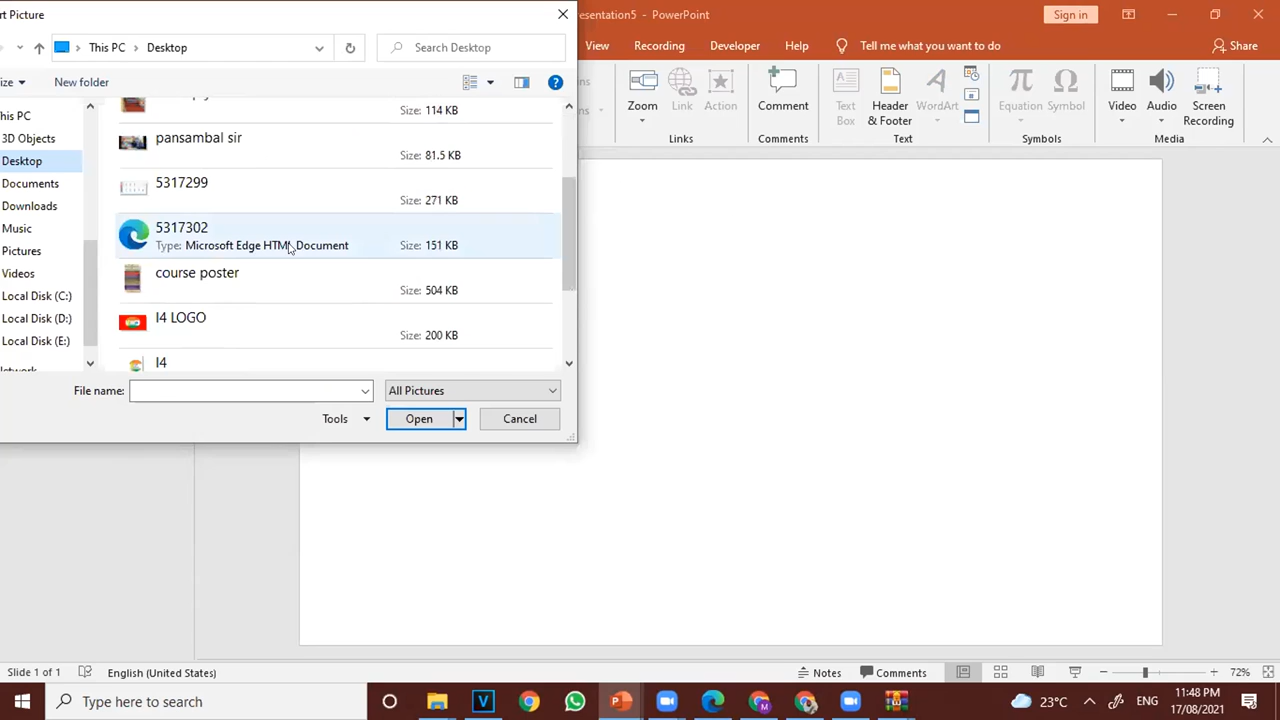 rt Picture
resentation5 - PowerPoint
Sign in
This PC
Desktop
Search Desktop
View
Recording
Developer
Help
Tell me what you want to do
Share
ize
New folder
Zoom
Link
Action
Comment
Text
Box
Header
& Footer
WordArt
Equation
Symbol
Video
Audio
Screen
Recording
Links
Comments
Text
Symbols
Media
his PC
3D Objects
Desktop
Documents
Downloads
Music
Pictures
Videos
Local Disk (C:)
Local Disk (D:)
Local Disk (E:)
Size: 114 KB
pansambal sir
Size: 81.5 KB
5317299
Size: 271 KB
5317302
Type: Microsoft Edge HTML Document
Size: 151 KB
course poster
Size: 504 KB
I4 LOGO
Size: 200 KB
I4
File name:
All Pictures
Tools
Open
Cancel
Slide 1 of 1
English (United States)
Notes
Comments
72%
Type here to search
23°C
ENG
11:48 PM
17/08/2021